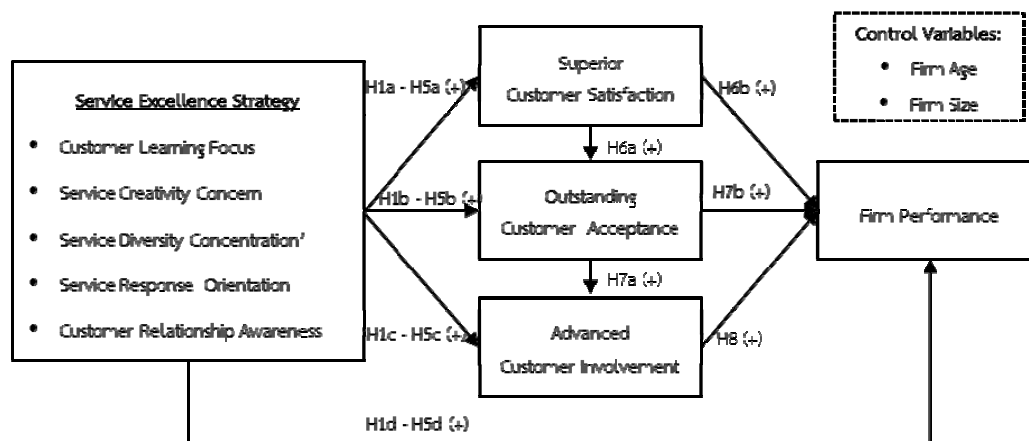 Control Variables:
• Firm Age
• Firm Size
Service Excellence Strategy
• Customer Learning Focus
• Service Creativity Concern
• Service Diversity Concentration’
• Service Response Orientation
• Customer Relationship Awareness
H1a - H5a (+)
H1b - H5b (+)
H1c - H5c (+)
H1d - H5d (+)
Superior
Customer Satisfaction
H6a (+)
Outstanding
Customer Acceptance
H7a (+)
Advanced
Customer Involvement
H6b (+)
H7b (+)
H8 (+)
Firm Performance